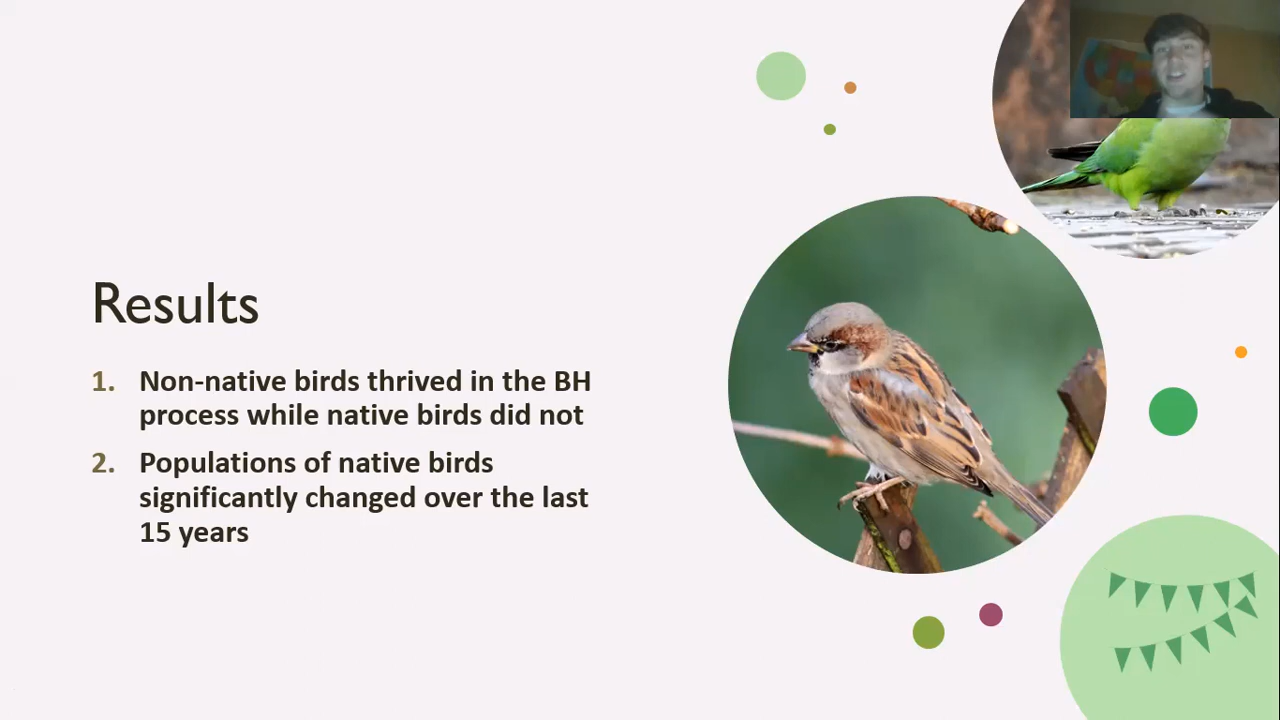 Results
1. Non-native birds thrived in the BH
process while native birds did not
2. Populations of native birds
significantly changed over the last
15 years